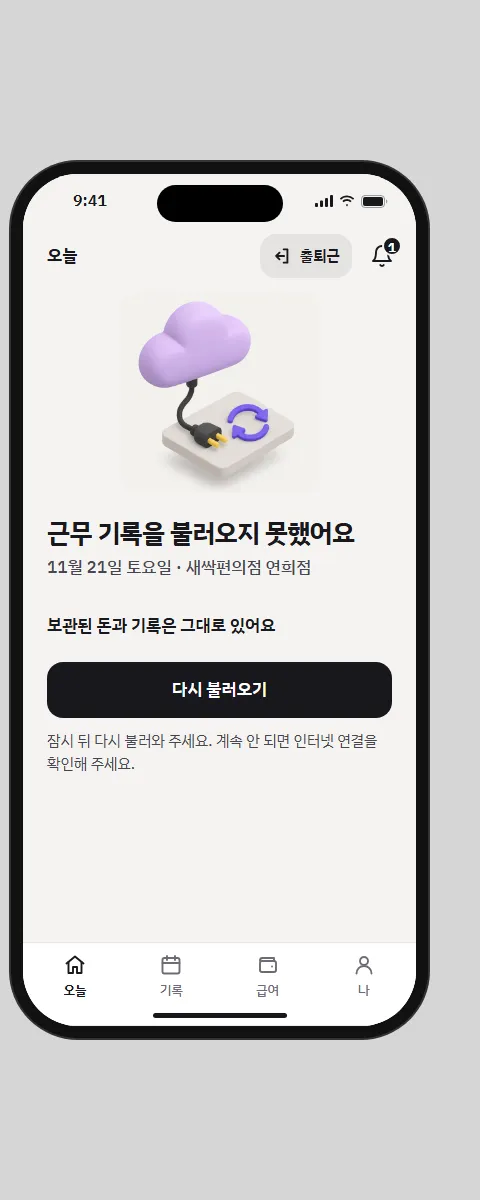 9:41
오늘
출퇴근
1
근무 기록을 불러오지 못했어요
11월 21일 토요일 · 새싹편의점 연희점
보관된 돈과 기록은 그대로 있어요
다시 불러오기
잠시 뒤 다시 불러와 주세요. 계속 안 되면 인터넷 연결을
확인해 주세요.
오늘
기록
급여
나